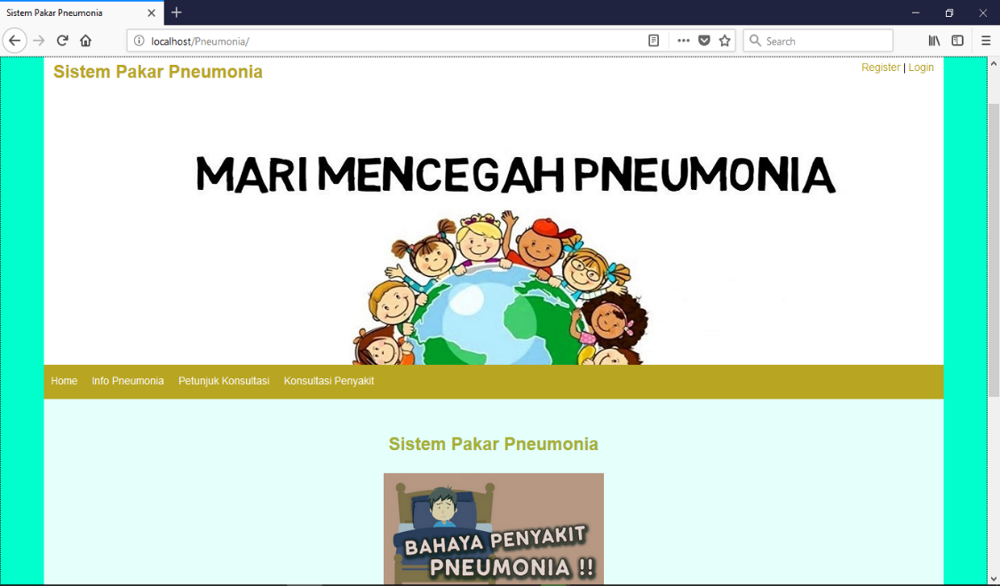 Sistem Pakar Pneumonia
localhost/Pneumonia/
Search
Sistem Pakar Pneumonia
Register | Login
MARI MENCEGAH PNEUMONIA
Home Info Pneumonia Petunjuk Konsultasi Konsultasi Penyakit
Sistem Pakar Pneumonia
BAHAYA PENYAKIT
PNEUMONIA !!